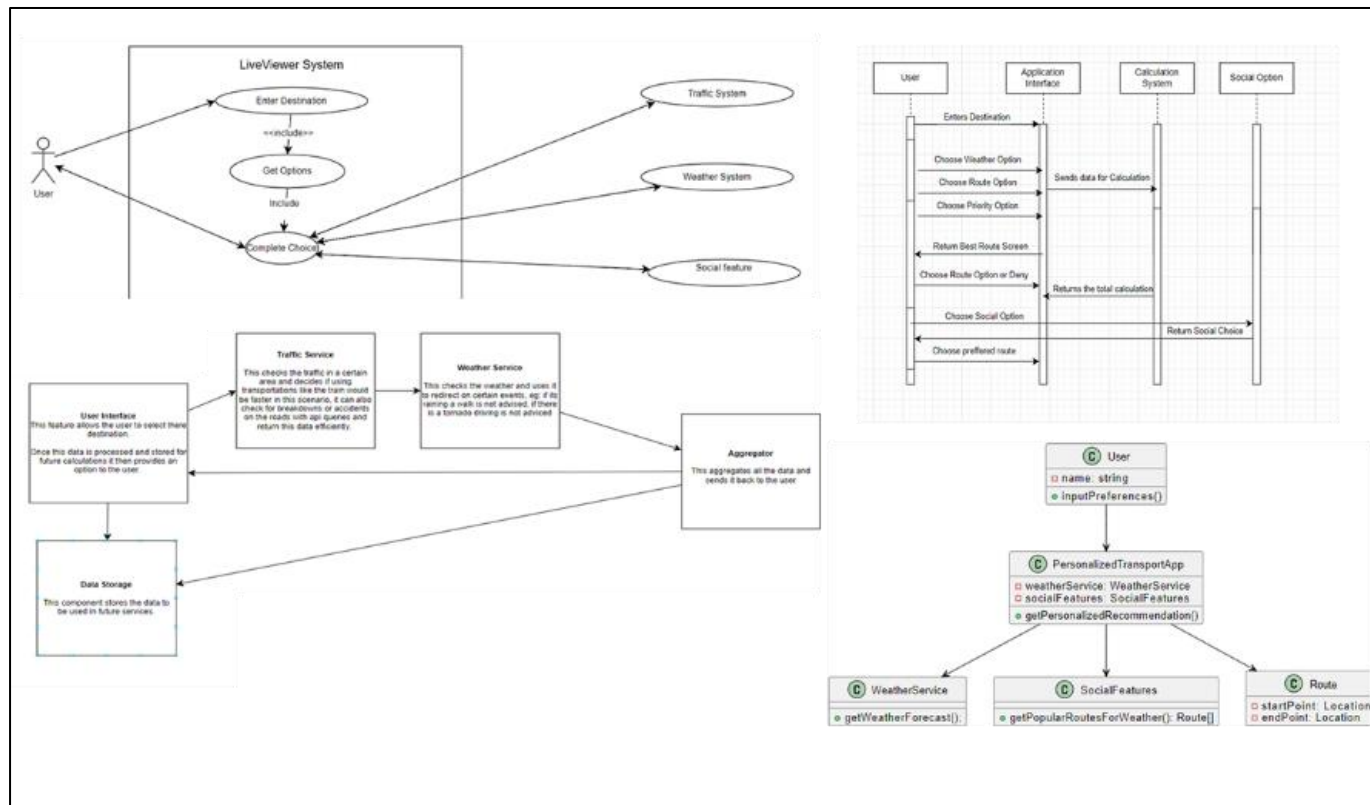 LiveViewer System
Enter Destination
<<include>>
Get Options
Include
Complete Choice
User
Traffic System
Weather System
Social feature
User
Application
Interface
Calculation
System
Social Option
Enters Destination
Choose Weather Option
Sends data for Calculation
Choose Route Option
Choose Priority Option
Return Best Route Screen
Choose Route Option or Deny
Returns the total calculation
Choose Social Option
Return Social Choice
Choose preffered route
User Interface
This feature allows the user to select there
destination.
Once this data is processed and stored for
future calculations it then provides an
option to the user.
Traffic Service
This checks the traffic in a certain
area and decides if using
transportations like the train would
be faster in this scenario, it can also
check for breakdowns or accidents
on the roads with api queries and
return this data efficiently.
Weather Service
This checks the weather and uses it
to redirect on certain events, eg: if its
raining a walk is not advised, if there
is a tornado driving is not adviced
Aggregator
This aggregates all the data and
sends it back to the user
Data Storage
This component stores the data to
be used in future services.
C User
name: string
inputPreferences()
C PersonalizedTransportApp
weatherService: WeatherService
socialFeatures: SocialFeatures
getPersonalizedRecommendation()
C WeatherService
getWeatherForecast():
C SocialFeatures
getPopularRoutesForWeather(): Route[]
C Route
startPoint: Location
endPoint: Location